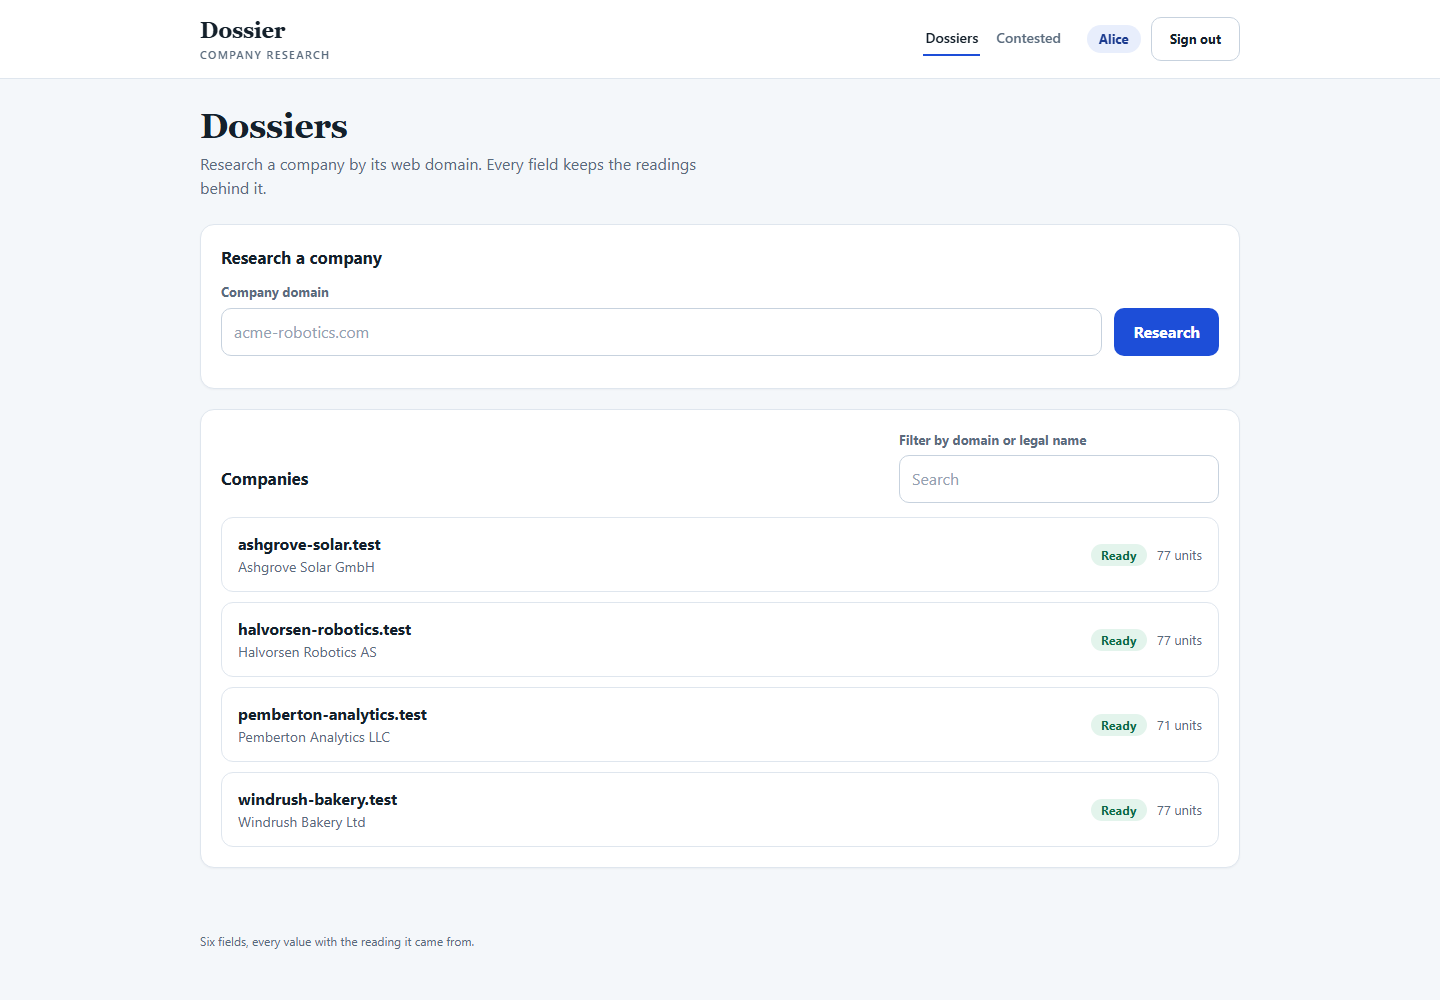 Dossier
COMPANY RESEARCH
Dossiers
Contested
Alice
Sign out
Dossiers
Research a company by its web domain. Every field keeps the readings
behind it.
Research a company
Company domain
acme-robotics.com
Research
Filter by domain or legal name
Companies
Search
ashgrove-solar.test
Ashgrove Solar GmbH
Ready
77 units
halvorsen-robotics.test
Halvorsen Robotics AS
Ready
77 units
pemberton-analytics.test
Pemberton Analytics LLC
Ready
71 units
windrush-bakery.test
Windrush Bakery Ltd
Ready
77 units
Six fields, every value with the reading it came from.